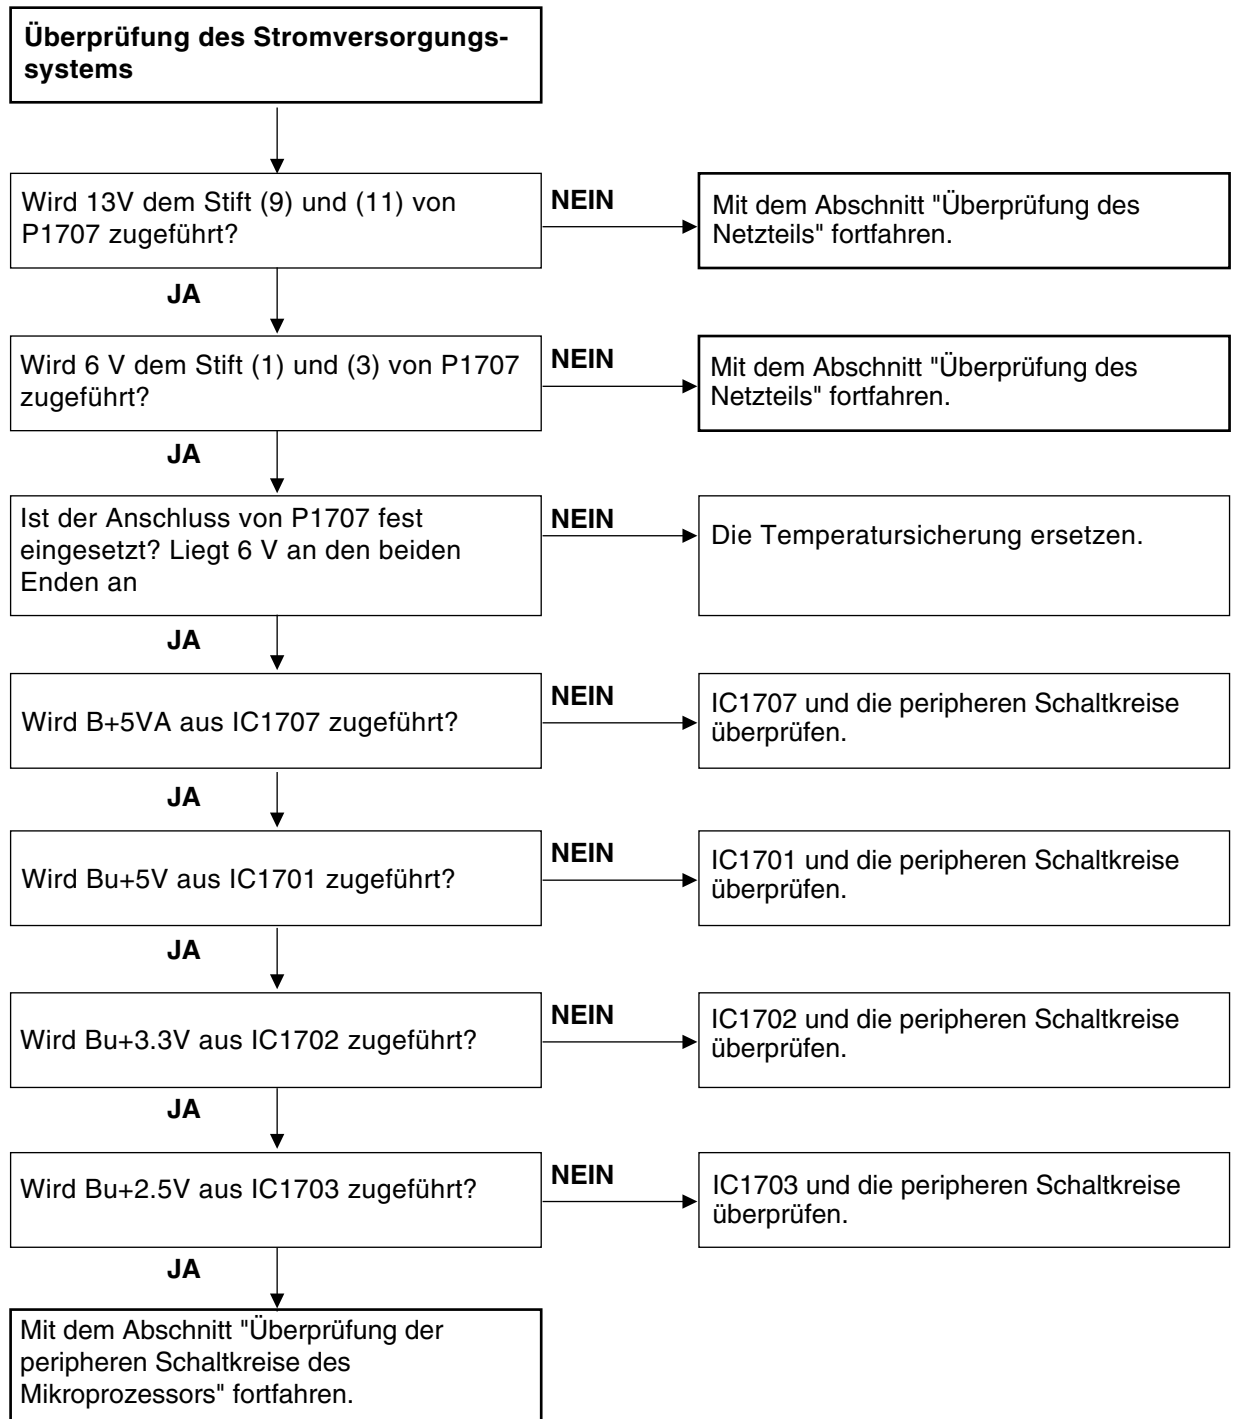 Überprüfung des Stromversorgungs-
systems
Wird 13V dem Stift (9) und (11) von
P1707 zugeführt?
NEIN
Mit dem Abschnitt "Überprüfung des
Netzteils" fortfahren.
JA
Wird 6 V dem Stift (1) und (3) von P1707
zugeführt?
NEIN
Mit dem Abschnitt "Überprüfung des
Netzteils" fortfahren.
JA
Ist der Anschluss von P1707 fest
eingesetzt? Liegt 6 V an den beiden
Enden an
NEIN
Die Temperatursicherung ersetzen.
JA
Wird B+5VA aus IC1707 zugeführt?
NEIN
IC1707 und die peripheren Schaltkreise
überprüfen.
JA
Wird Bu+5V aus IC1701 zugeführt?
NEIN
IC1701 und die peripheren Schaltkreise
überprüfen.
JA
Wird Bu+3.3V aus IC1702 zugeführt?
NEIN
IC1702 und die peripheren Schaltkreise
überprüfen.
JA
Wird Bu+2.5V aus IC1703 zugeführt?
NEIN
IC1703 und die peripheren Schaltkreise
überprüfen.
JA
Mit dem Abschnitt "Überprüfung der
peripheren Schaltkreise des
Mikroprozessors" fortfahren.